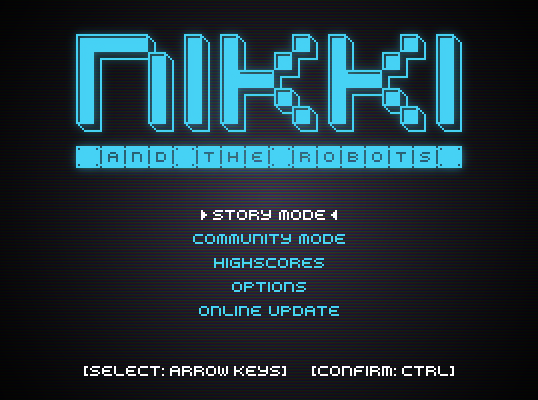 NIKKI
AND THE ROBOTS
STORY MODE
COMMUNITY MODE
HIGHSCORES
OPTIONS
ONLINE UPDATE
[SELECT: ARROW KEYS] [CONFIRM: CTRL]